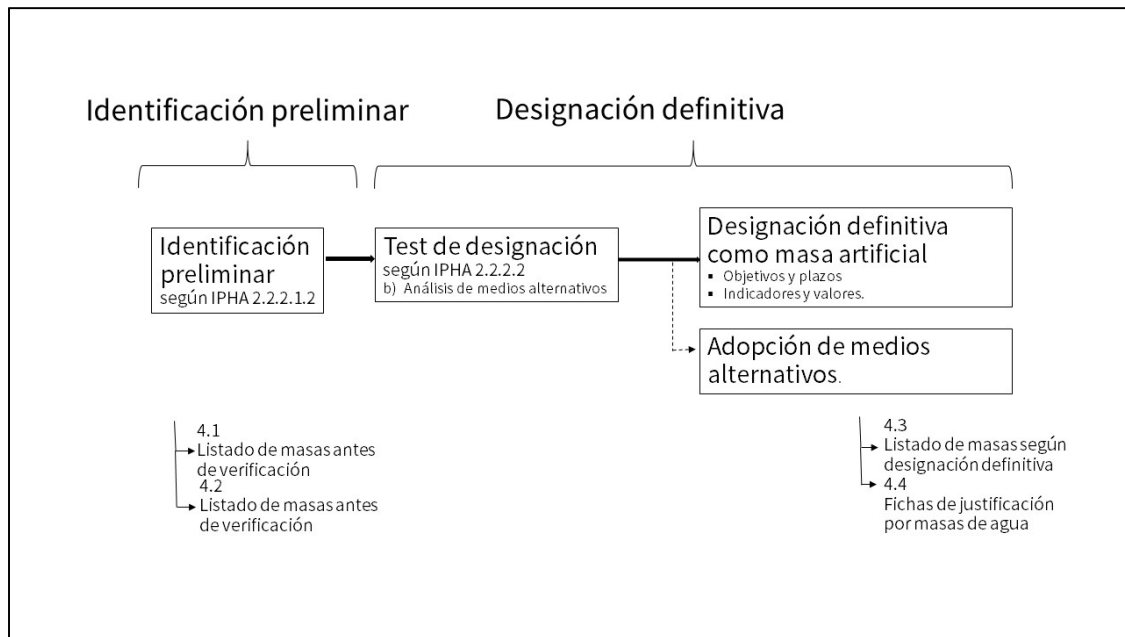 Identificación preliminar
Designación definitiva
Identificación
preliminar
según IPHA 2.2.2.1.2
Test de designación
según IPHA 2.2.2.2
b) Análisis de medios alternativos
Designación definitiva
como masa artificial
▪ Objetivos y plazos
▪ Indicadores y valores.
Adopción de medios
alternativos.
4.1
Listado de masas antes
de verificación
4.2
Listado de masas antes
de verificación
4.3
Listado de masas según
designación definitiva
4.4
Fichas de justificación
por masas de agua